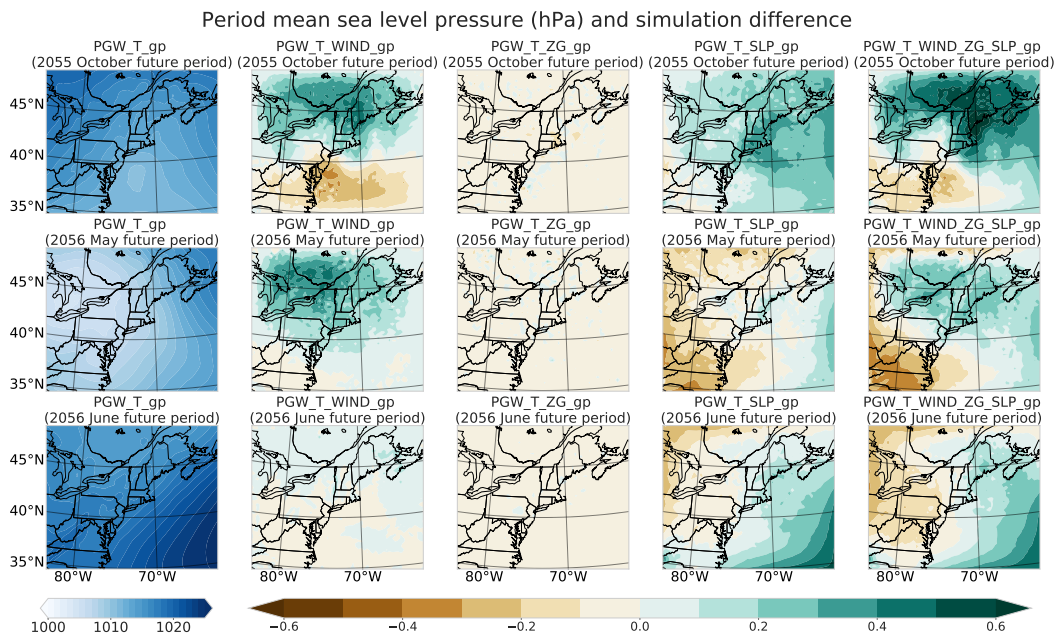 Period mean sea level pressure (hPa) and simulation difference
PGW_T_gp PGW_T_WIND_gp PGW_T_ZG_gp PGW_T_SLP_gp PGW_T_WIND_ZG_SLP_gp
(2055 October future period) (2055 October future period) (2055 October future period) (2055 October future period) (2055 October future period)
45°N
40°N
35°N
PGW_T_gp PGW_T_WIND_gp PGW_T_ZG_gp PGW_T_SLP_gp PGW_T_WIND_ZG_SLP_gp
(2056 May future period) (2056 May future period) (2056 May future period) (2056 May future period) (2056 May future period)
45°N
40°N
35°N
PGW_T_gp PGW_T_WIND_gp PGW_T_ZG_gp PGW_T_SLP_gp PGW_T_WIND_ZG_SLP_gp
(2056 June future period) (2056 June future period) (2056 June future period) (2056 June future period) (2056 June future period)
45°N
40°N
35°N
80°W 70°W 80°W 70°W 80°W 70°W 80°W 70°W 80°W 70°W
1000 1010 1020 −0.6 −0.4 −0.2 0.0 0.2 0.4 0.6